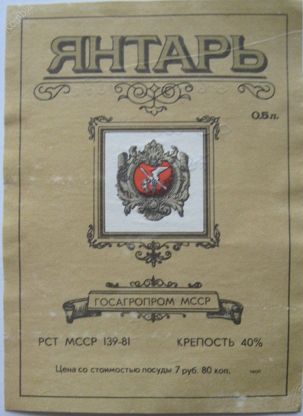 ЯНТАРЬ
0,5 л.
ГОСАГРОПРОМ МССР
РСТ МССР 139-81 КРЕПОСТЬ 40%
Цена со стоимостью посуды 7 руб. 80 коп.